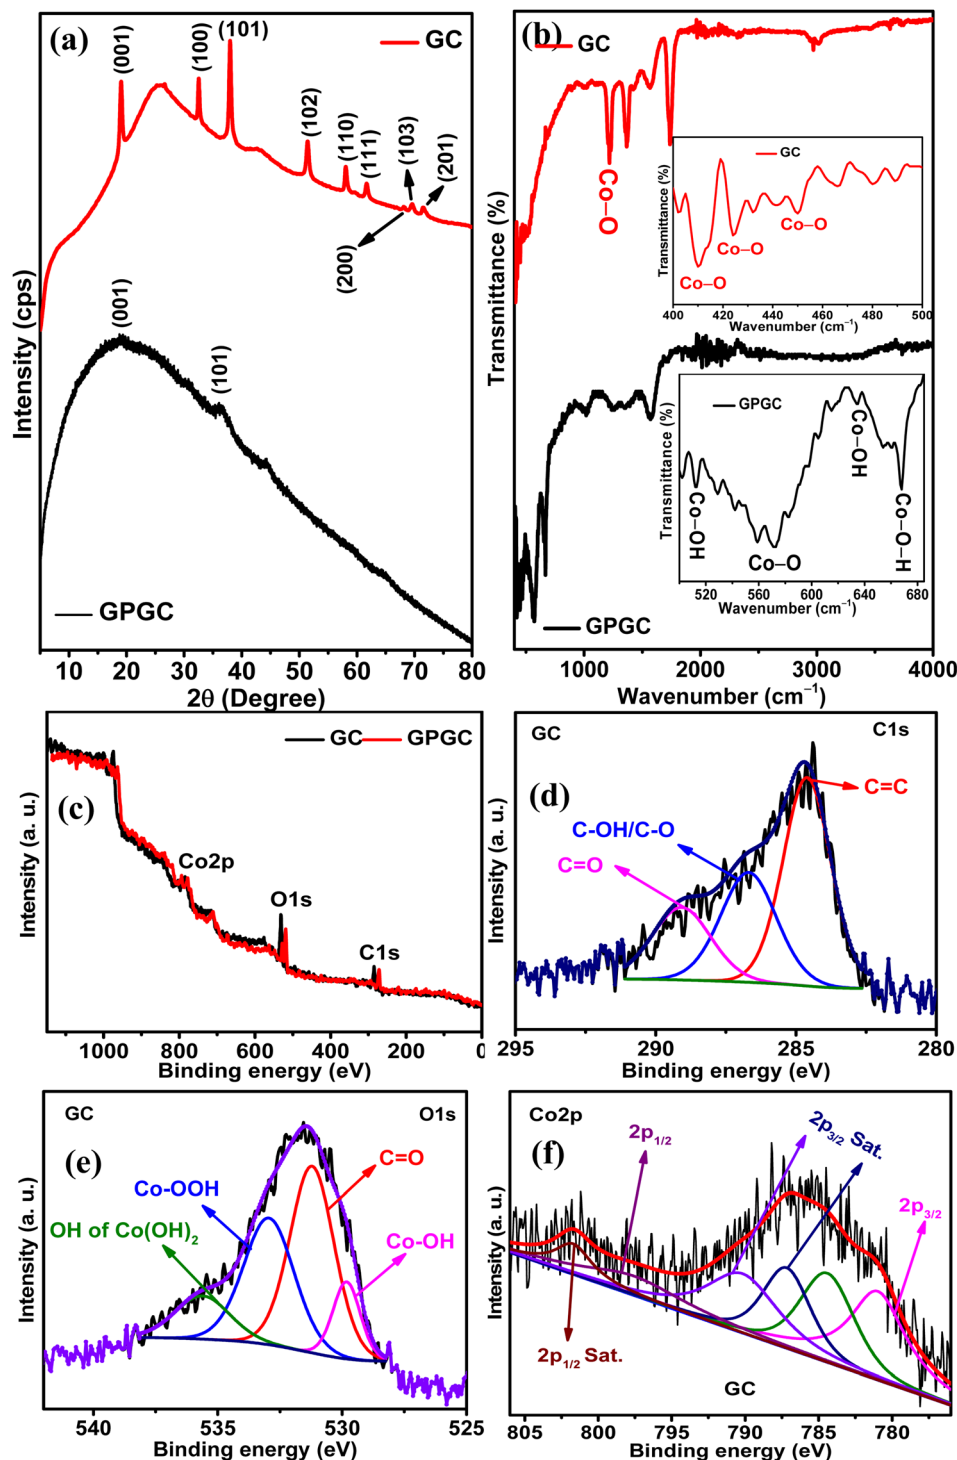 (a)
GC
(001)
(100)
(101)
(102)
(110)
(111)
(103)
(201)
(200)
(001)
(101)
GPGC
Intensity (cps)
10 20 30 40 50 60 70 80
2θ (Degree)
(b)
GC
Co–O
Transmittance (%)
GC
Transmittance (%)
Co–O
Co–O
Co–O
400 420 440 460 480 500
Wavenumber (cm⁻¹)
GPGC
Transmittance (%)
Co–OH
Co–O
Co–OH
Co–O–H
520 560 600 640 680
Wavenumber (cm⁻¹)
GPGC
1000 2000 3000 4000
Wavenumber (cm⁻¹)
(c)
GC GPGC
Co2p
O1s
C1s
Intensity (a. u.)
1000 800 600 400 200 0
Binding energy (eV)
GC C1s
(d)
C=C
C-OH/C-O
C=O
Intensity (a. u.)
295 290 285 280
Binding energy (eV)
GC O1s
(e)
C=O
Co-OOH
OH of Co(OH)₂
Co-OH
Intensity (a. u.)
540 535 530 525
Binding energy (eV)
Co2p
(f)
2p₁/₂
2p₃/₂ Sat.
2p₃/₂
2p₁/₂ Sat.
GC
Intensity (a. u.)
805 800 795 790 785 780
Binding energy (eV)